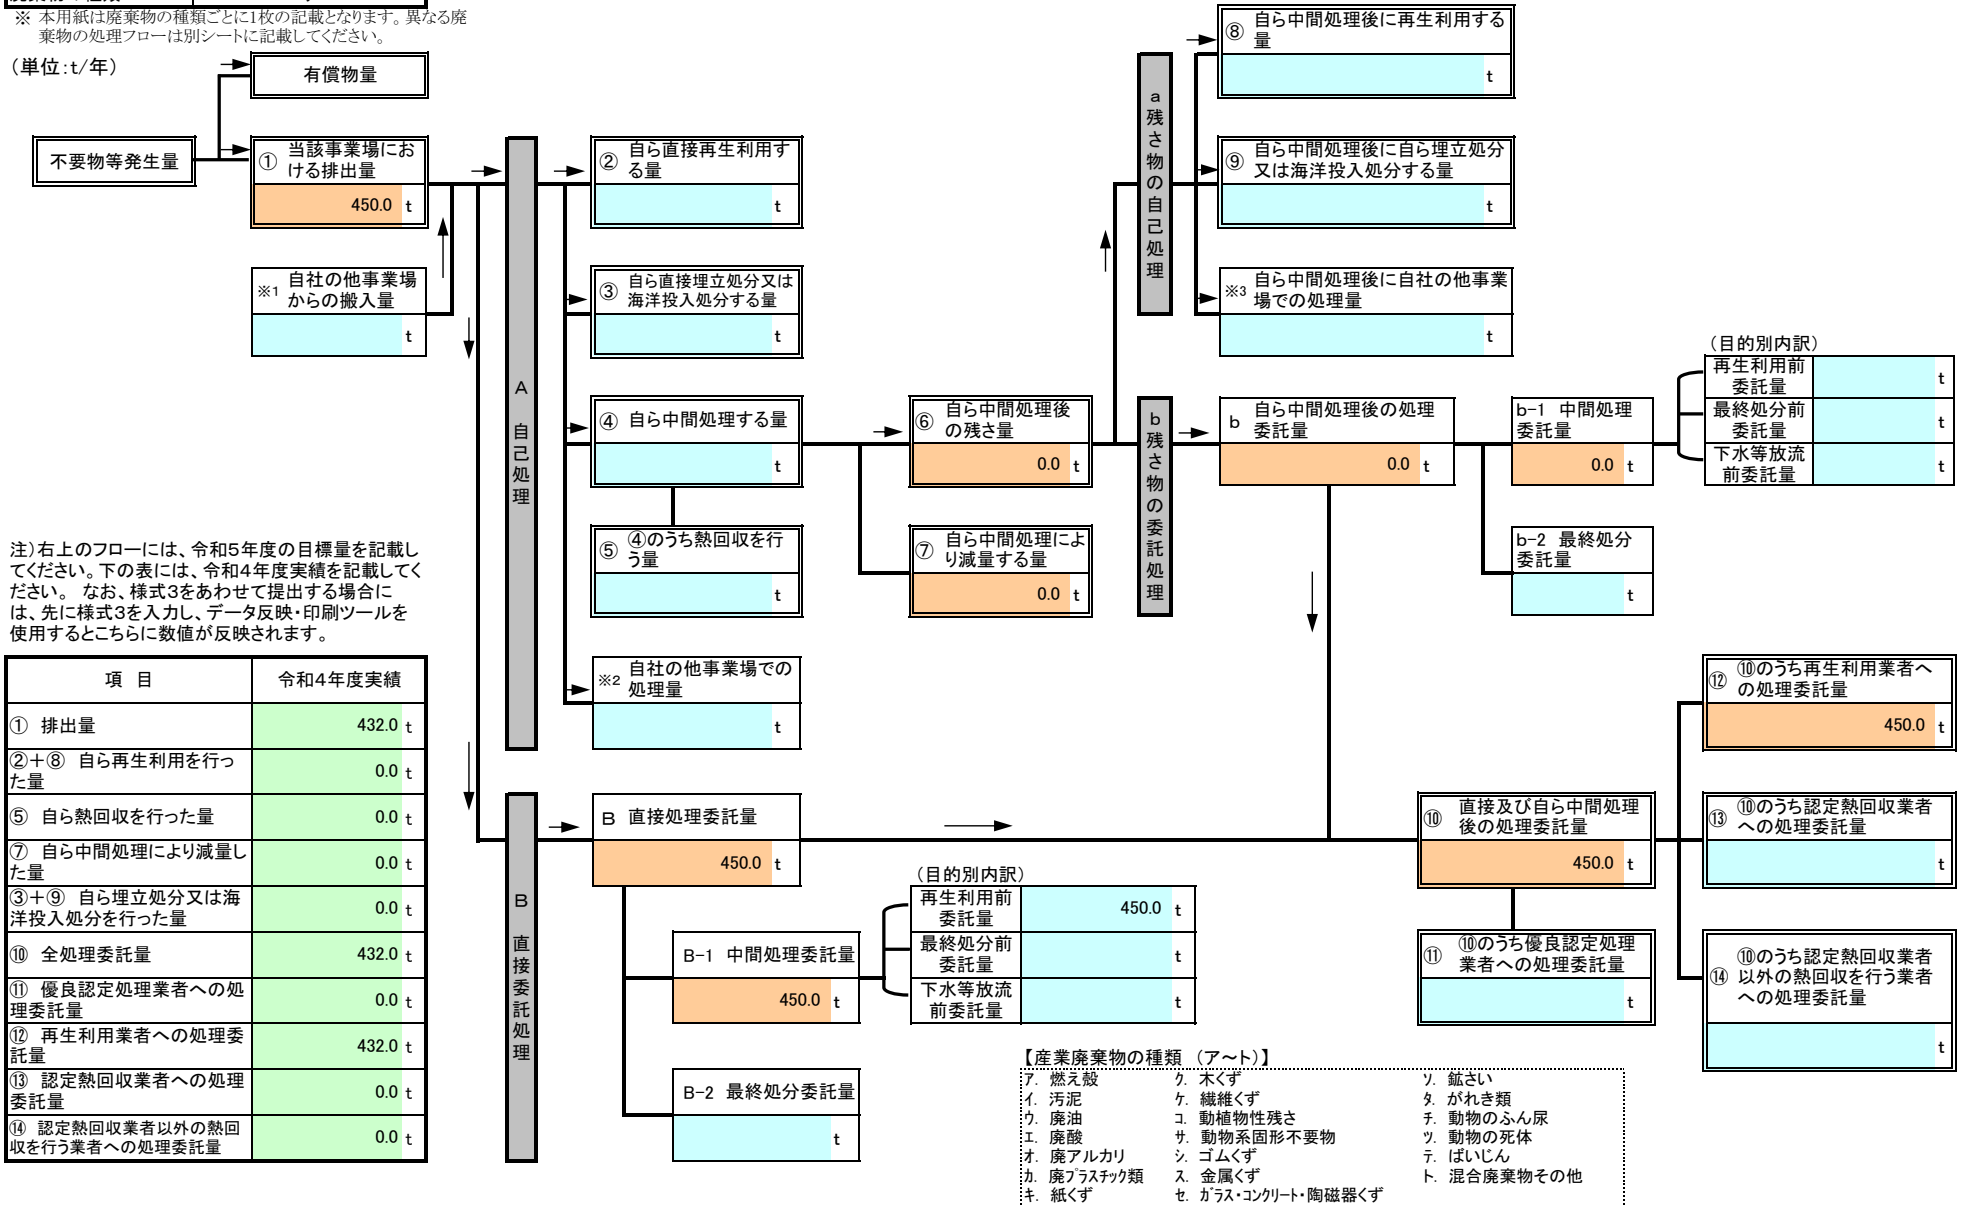 ※ 本用紙は廃棄物の種類ごとに1枚の記載となります。異なる廃
棄物の処理フローは別シートに記載してください。
（単位：t/年）
有償物量
不要物等発生量
① 当該事業場にお
ける排出量
450.0 t
※1 自社の他事業場
からの搬入量
t
A 自己処理
② 自ら直接再生利用す
る量
t
③ 自ら直接埋立処分又は
海洋投入処分する量
t
④ 自ら中間処理する量
t
⑤ ④のうち熱回収を行
う量
t
※2 自社の他事業場での
処理量
t
⑥ 自ら中間処理後
の残さ量
0.0 t
⑦ 自ら中間処理によ
り減量する量
0.0 t
a 残さ物の自己処理
⑧ 自ら中間処理後に再生利用する
量
t
⑨ 自ら中間処理後に自ら埋立処分
又は海洋投入処分する量
t
※3 自ら中間処理後に自社の他事業
場での処理量
t
b 残さ物の委託処理
b 自ら中間処理後の処理
委託量
0.0 t
b-1 中間処理
委託量
0.0 t
（目的別内訳）
再生利用前
委託量
t
最終処分前
委託量
t
下水等放流
前委託量
t
b-2 最終処分
委託量
t
注）右上のフローには、令和5年度の目標量を記載し
てください。下の表には、令和4年度実績を記載してく
ださい。 なお、様式3をあわせて提出する場合に
は、先に様式3を入力し、データ反映・印刷ツールを
使用するとこちらに数値が反映されます。
項 目 令和4年度実績
① 排出量 432.0 t
②＋⑧ 自ら再生利用を行っ
た量 0.0 t
⑤ 自ら熱回収を行った量 0.0 t
⑦ 自ら中間処理により減量し
た量 0.0 t
③＋⑨ 自ら埋立処分又は海
洋投入処分を行った量 0.0 t
⑩ 全処理委託量 432.0 t
⑪ 優良認定処理業者への処
理委託量 0.0 t
⑫ 再生利用業者への処理委
託量 432.0 t
⑬ 認定熱回収業者への処理
委託量 0.0 t
⑭ 認定熱回収業者以外の熱回
収を行う業者への処理委託量 0.0 t
B 直接委託処理
B 直接処理委託量
450.0 t
B-1 中間処理委託量
450.0 t
（目的別内訳）
再生利用前
委託量
450.0 t
最終処分前
委託量
t
下水等放流
前委託量
t
B-2 最終処分委託量
t
⑩ 直接及び自ら中間処理
後の処理委託量
450.0 t
⑪ ⑩のうち優良認定処理
業者への処理委託量
t
⑫ ⑩のうち再生利用業者へ
の処理委託量
450.0 t
⑬ ⑩のうち認定熱回収業者
への処理委託量
t
⑭ ⑩のうち認定熱回収業者
以外の熱回収を行う業者
への処理委託量
t
【産業廃棄物の種類 （ア～ト）】
ア. 燃え殻 ク. 木くず ソ. 鉱さい
イ. 汚泥 ケ. 繊維くず タ. がれき類
ウ. 廃油 コ. 動植物性残さ チ. 動物のふん尿
エ. 廃酸 サ. 動物系固形不要物 ツ. 動物の死体
オ. 廃アルカリ シ. ゴムくず テ. ばいじん
カ. 廃プラスチック類 ス. 金属くず ト. 混合廃棄物その他
キ. 紙くず セ. ガラス・コンクリート・陶磁器くず